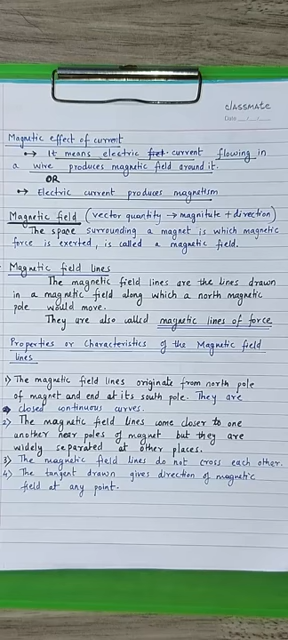 classmate
Date
Magnetic effect of current
↦ It means electric current flowing in
a wire produces magnetic field around it.
OR
↦ Electric current produces magnetism
Magnetic field (vector quantity → magnitute + direction)
The space surrounding a magnet is which magnetic
force is exerted, is called a magnetic field.
Magnetic field lines
The magnetic field lines are the lines drawn
in a magnetic field along which a north magnetic
pole would move.
They are also called magnetic lines of force
Properties or Characteristics of the Magnetic field
lines
1) The magnetic field lines originate from north pole
of magnet and end at its south pole. They are
closed continuous curves.
2) The magnetic field lines come closer to one
another near poles of magnet but they are
widely separated at other places.
3) The magnetic field lines do not cross each other.
4) The tangent drawn gives direction of magnetic
field at any point.